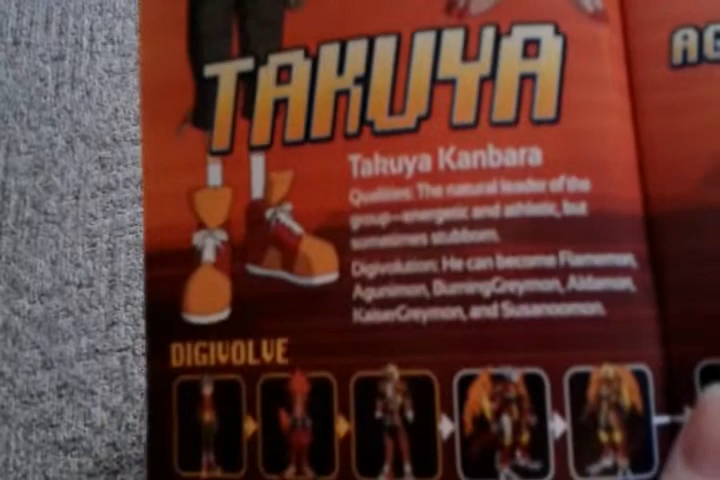 TAKUYA
AG
Takuya Kanbara
Qualities: The natural leader of the
group—energetic and athletic, but
sometimes stubborn.
Digivolution: He can become Flamemon,
Agunimon, BurningGreymon, Aldamon,
KaiserGreymon, and Susanoomon.
DIGIVOLVE